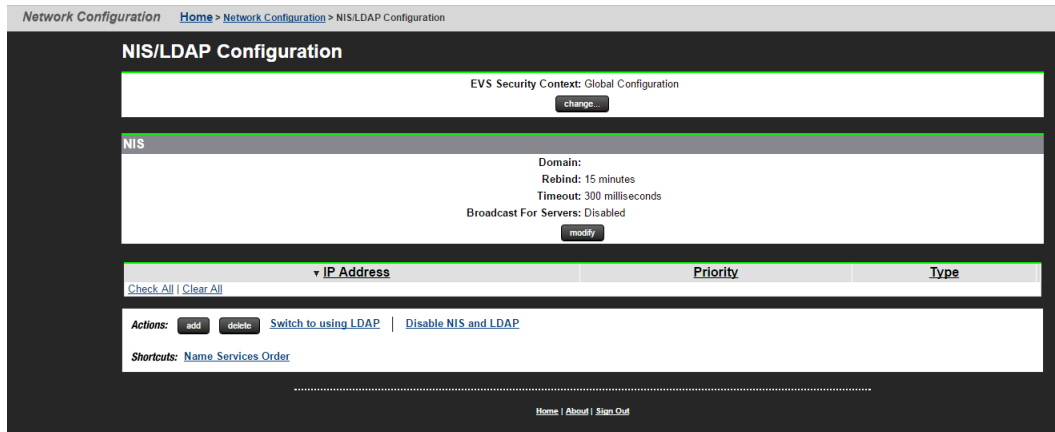 Network Configuration Home > Network Configuration > NIS/LDAP Configuration
NIS/LDAP Configuration
EVS Security Context: Global Configuration
change...
NIS
Domain:
Rebind: 15 minutes
Timeout: 300 milliseconds
Broadcast For Servers: Disabled
modify
▼ IP Address Priority Type
Check All | Clear All
Actions: add delete Switch to using LDAP | Disable NIS and LDAP
Shortcuts: Name Services Order
Home | About | Sign Out